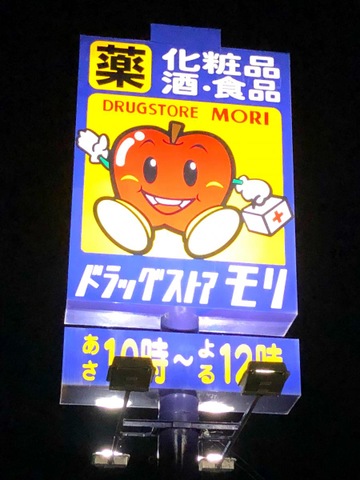 薬 化粧品
酒・食品
DRUGSTORE MORI
ドラッグストア モリ
あさ10時~よる12時